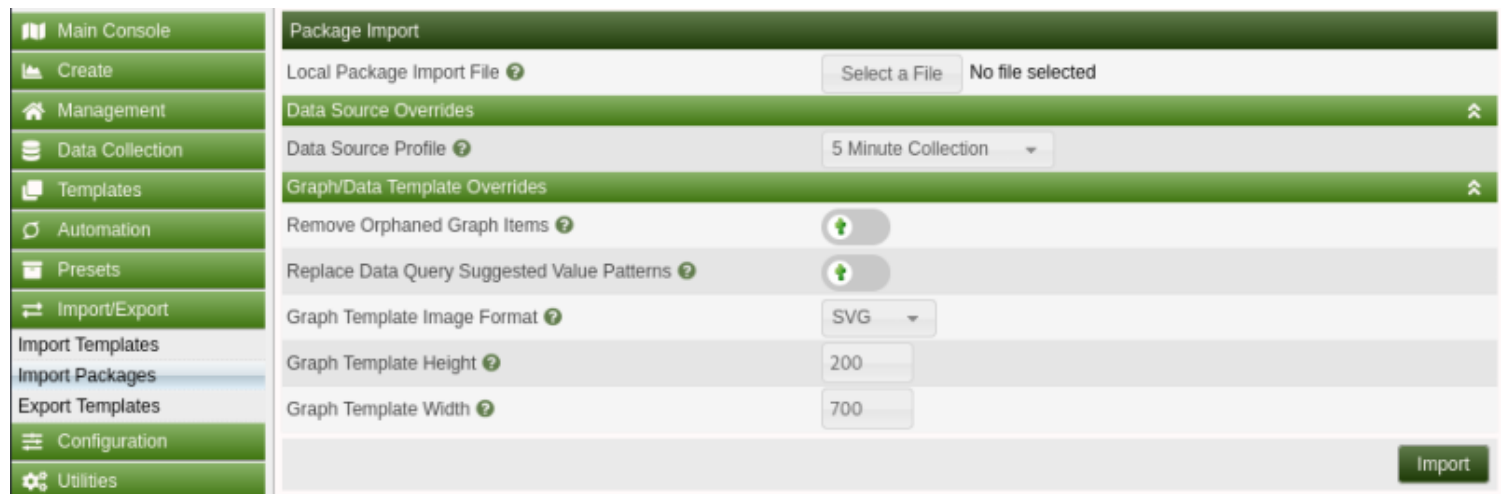 Main Console
Create
Management
Data Collection
Templates
Automation
Presets
Import/Export
Import Templates
Import Packages
Export Templates
Configuration
Utilities
Package Import
Local Package Import File Select a File No file selected
Data Source Overrides
Data Source Profile 5 Minute Collection
Graph/Data Template Overrides
Remove Orphaned Graph Items
Replace Data Query Suggested Value Patterns
Graph Template Image Format SVG
Graph Template Height 200
Graph Template Width 700
Import